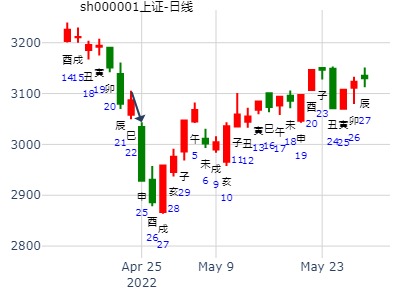 sh000001上证-日线
3200
3100
3000
2900
2800
酉 14
戌 15
丑 18
寅 19
卯 20
辰 21
巳 22
申 25
酉 26
戌 27
亥 28
子 29
午 5
未 6
戌 9
亥 10
子 11
丑 12
寅 13
巳 16
午 17
未 18
申 19
酉 20
子 23
丑 24
寅 25
卯 26
辰 27
Apr 25
2022
May 9
May 23